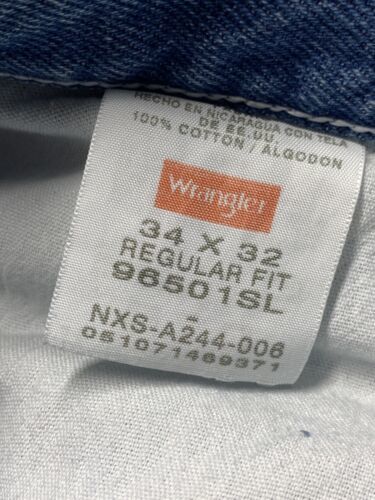 HECHO EN NICARAGUA CON TELA
DE EE.UU.
100% COTTON / ALGODON
Wrangler
34 X 32
REGULAR FIT
96501SL
NXS-A244-006
051071469371